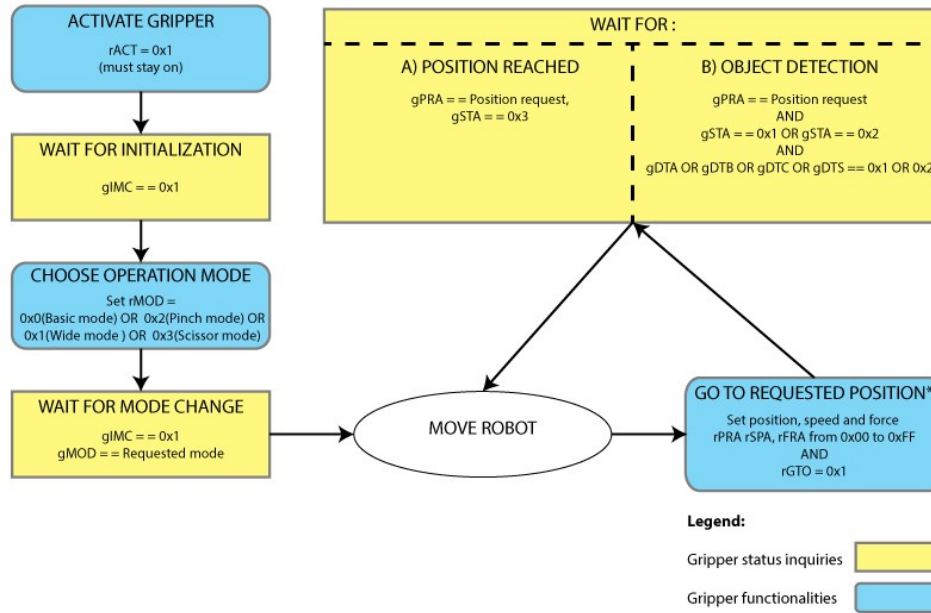 ACTIVATE GRIPPER
rACT = 0x1
(must stay on)
WAIT FOR INITIALIZATION
gIMC == 0x1
CHOOSE OPERATION MODE
Set rMOD =
0x0(Basic mode) OR 0x2(Pinch mode) OR
0x1(Wide mode ) OR 0x3(Scissor mode)
WAIT FOR MODE CHANGE
gIMC == 0x1
gMOD == Requested mode
WAIT FOR :
A) POSITION REACHED
gPRA == Position request,
gSTA == 0x3
B) OBJECT DETECTION
gPRA == Position request
AND
gSTA == 0x1 OR gSTA == 0x2
AND
gDTA OR gDTB OR gDTC OR gDTS == 0x1 OR 0x2
MOVE ROBOT
GO TO REQUESTED POSITION*
Set position, speed and force
rPRA rSPA, rFRA from 0x00 to 0xFF
AND
rGTO = 0x1
Legend:
Gripper status inquiries
Gripper functionalities